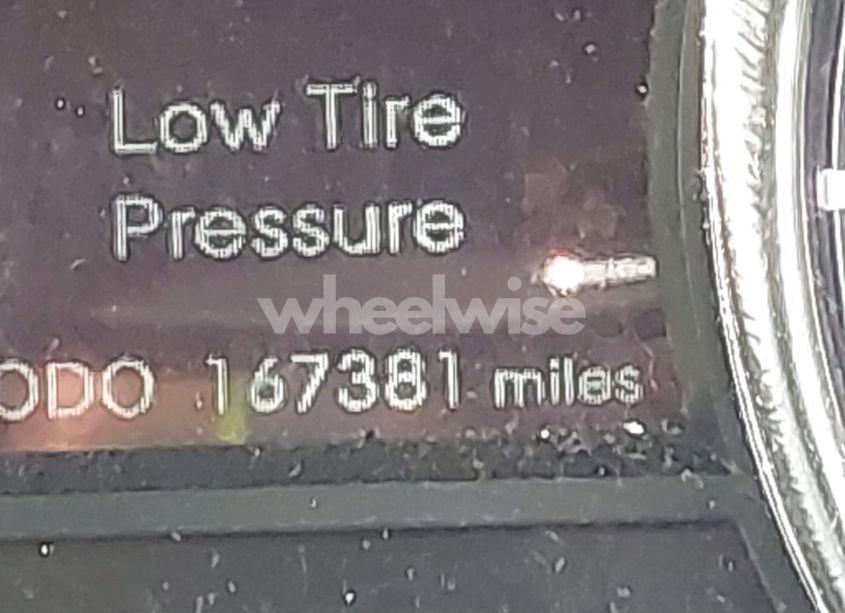 Low Tire
Pressure
wheelwise
ODO 167381 miles